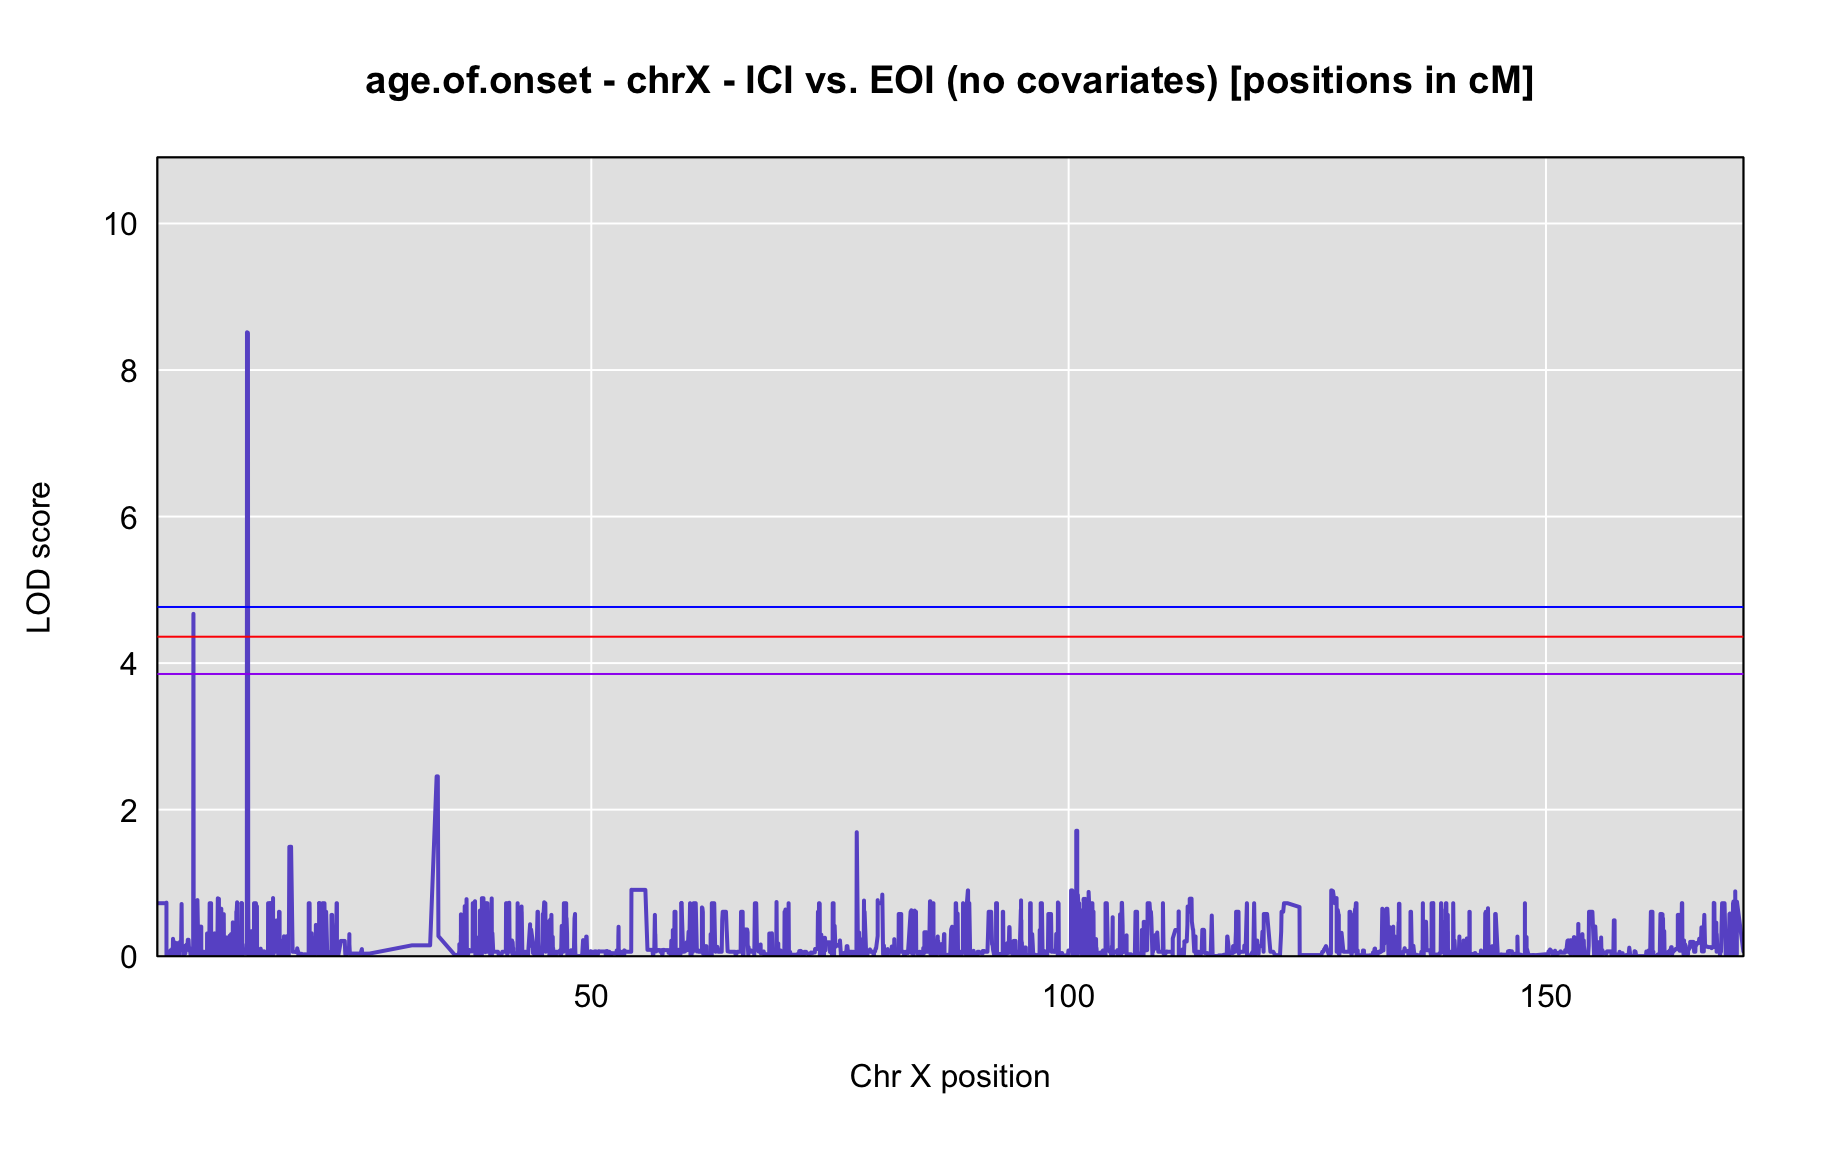 age.of.onset - chrX - ICI vs. EOI (no covariates) [positions in cM]
10
8
6
4
2
0
LOD score
50 100 150
Chr X position